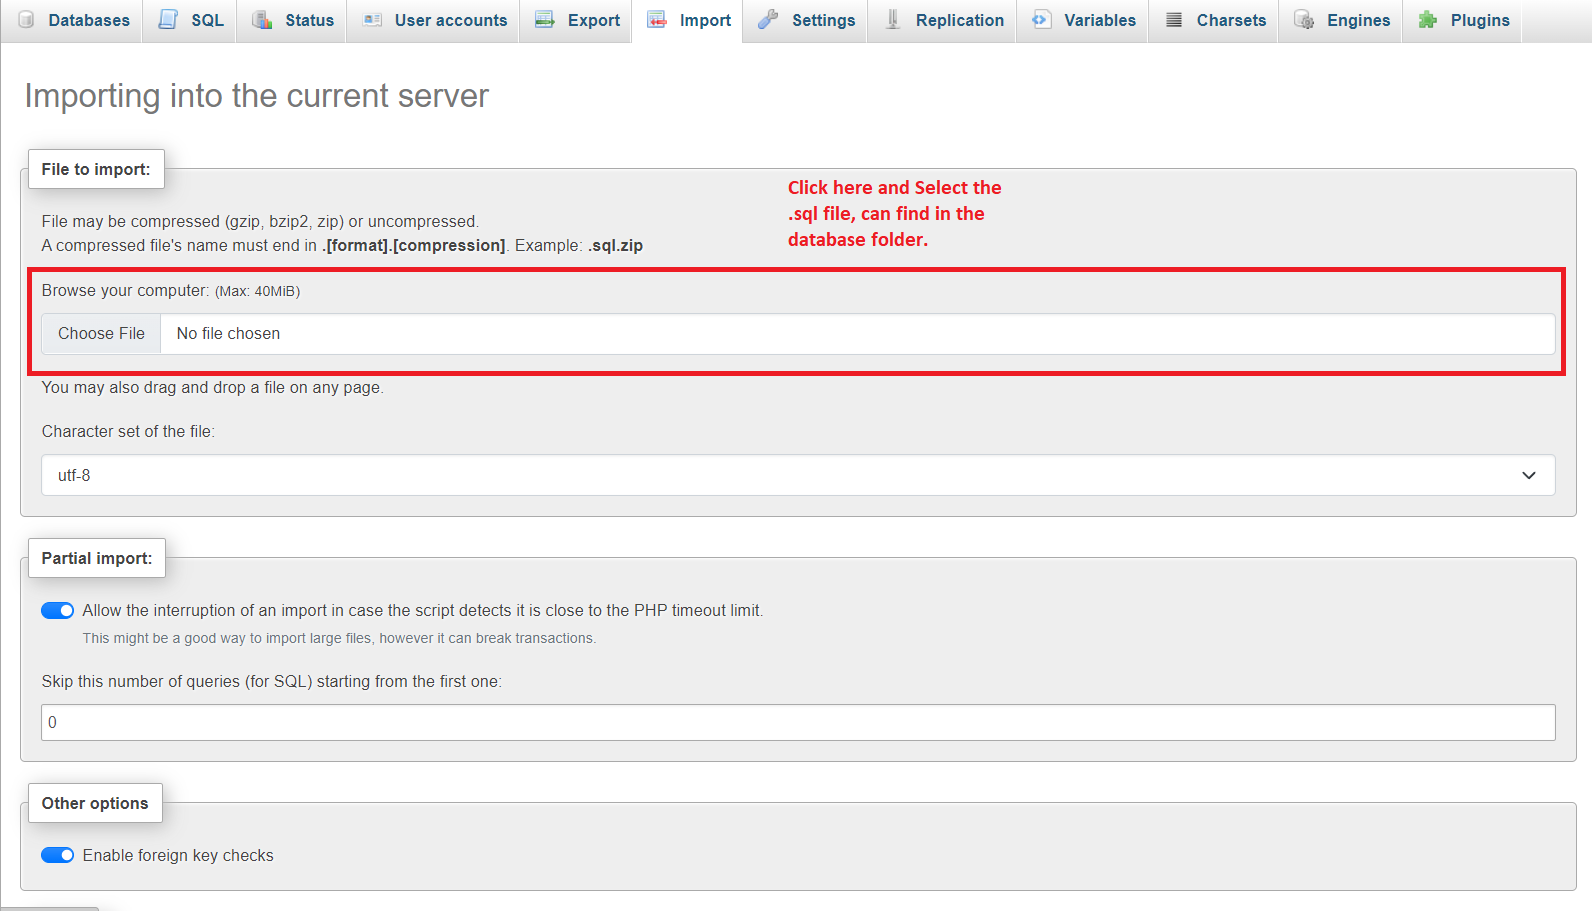 Databases SQL Status User accounts Export Import Settings Replication Variables Charsets Engines Plugins
Importing into the current server
File to import:
Click here and Select the
.sql file, can find in the
database folder.
File may be compressed (gzip, bzip2, zip) or uncompressed.
A compressed file's name must end in .[format].[compression]. Example: .sql.zip
Browse your computer: (Max: 40MiB)
Choose File No file chosen
You may also drag and drop a file on any page.
Character set of the file:
utf-8
Partial import:
Allow the interruption of an import in case the script detects it is close to the PHP timeout limit.
This might be a good way to import large files, however it can break transactions.
Skip this number of queries (for SQL) starting from the first one:
0
Other options
Enable foreign key checks